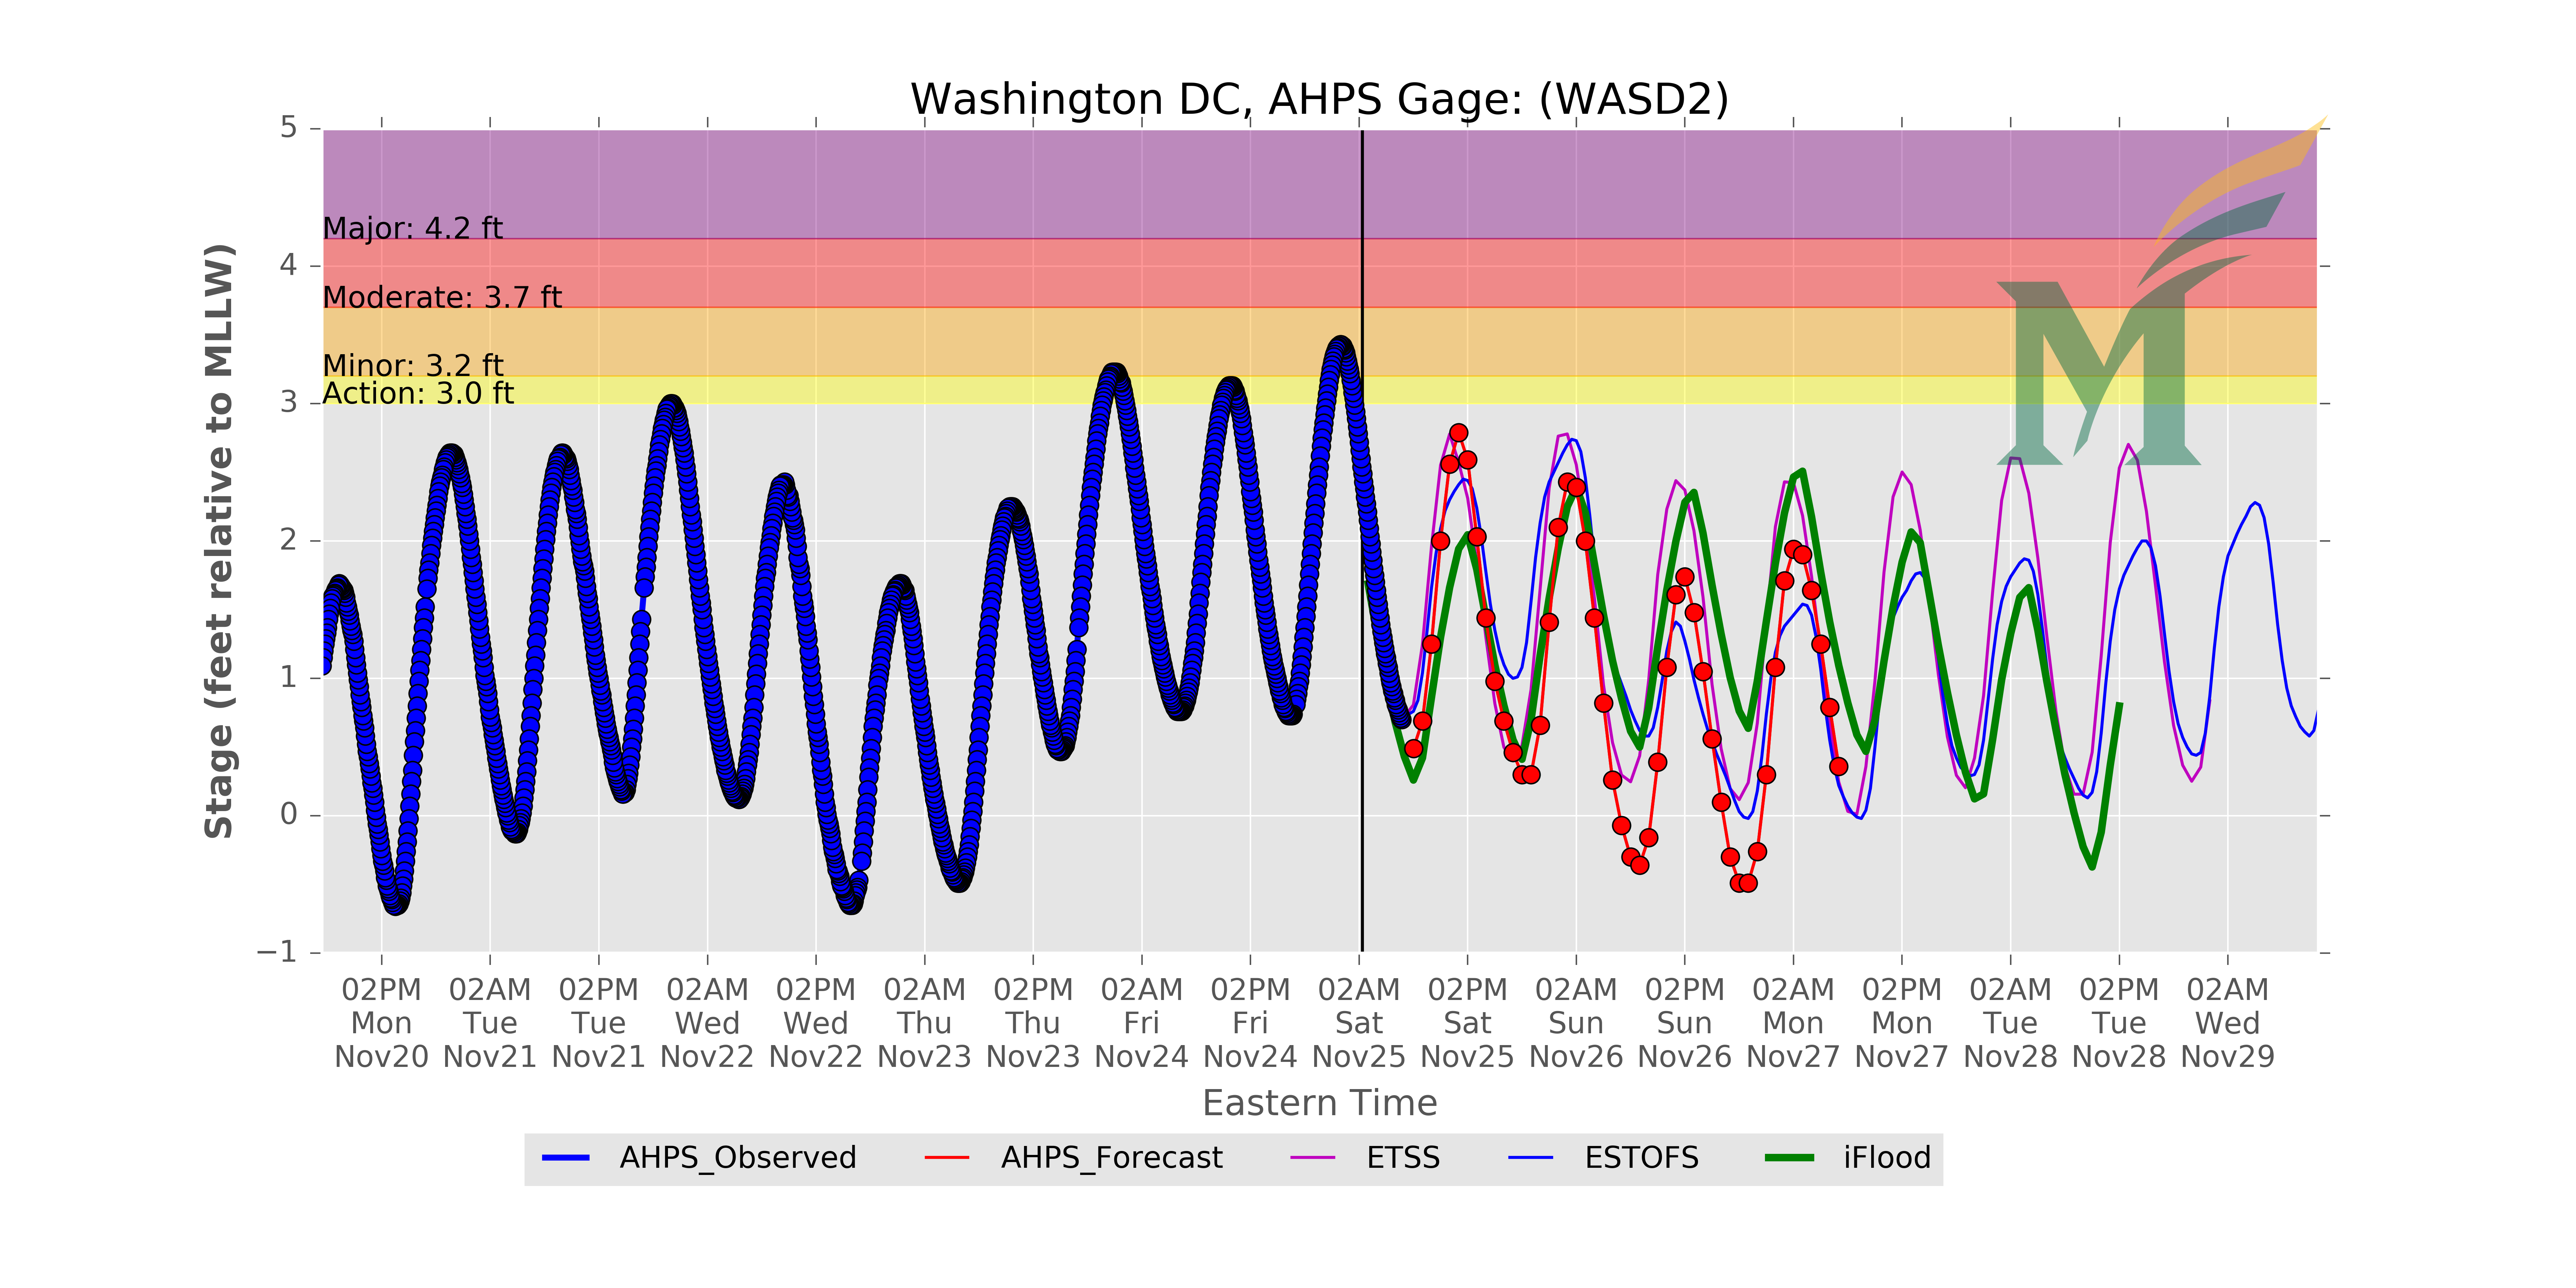 Washington DC, AHPS Gage: (WASD2)
5
4
3
2
1
0
−1
Stage (feet relative to MLLW)
Major: 4.2 ft
Moderate: 3.7 ft
Minor: 3.2 ft
Action: 3.0 ft
M
02PM 02AM 02PM 02AM 02PM 02AM 02PM 02AM 02PM 02AM 02PM 02AM 02PM 02AM 02PM 02AM 02PM 02AM
Mon Tue Tue Wed Wed Thu Thu Fri Fri Sat Sat Sun Sun Mon Mon Tue Tue Wed
Nov20 Nov21 Nov21 Nov22 Nov22 Nov23 Nov23 Nov24 Nov24 Nov25 Nov25 Nov26 Nov26 Nov27 Nov27 Nov28 Nov28 Nov29
Eastern Time
AHPS_Observed AHPS_Forecast ETSS ESTOFS iFlood